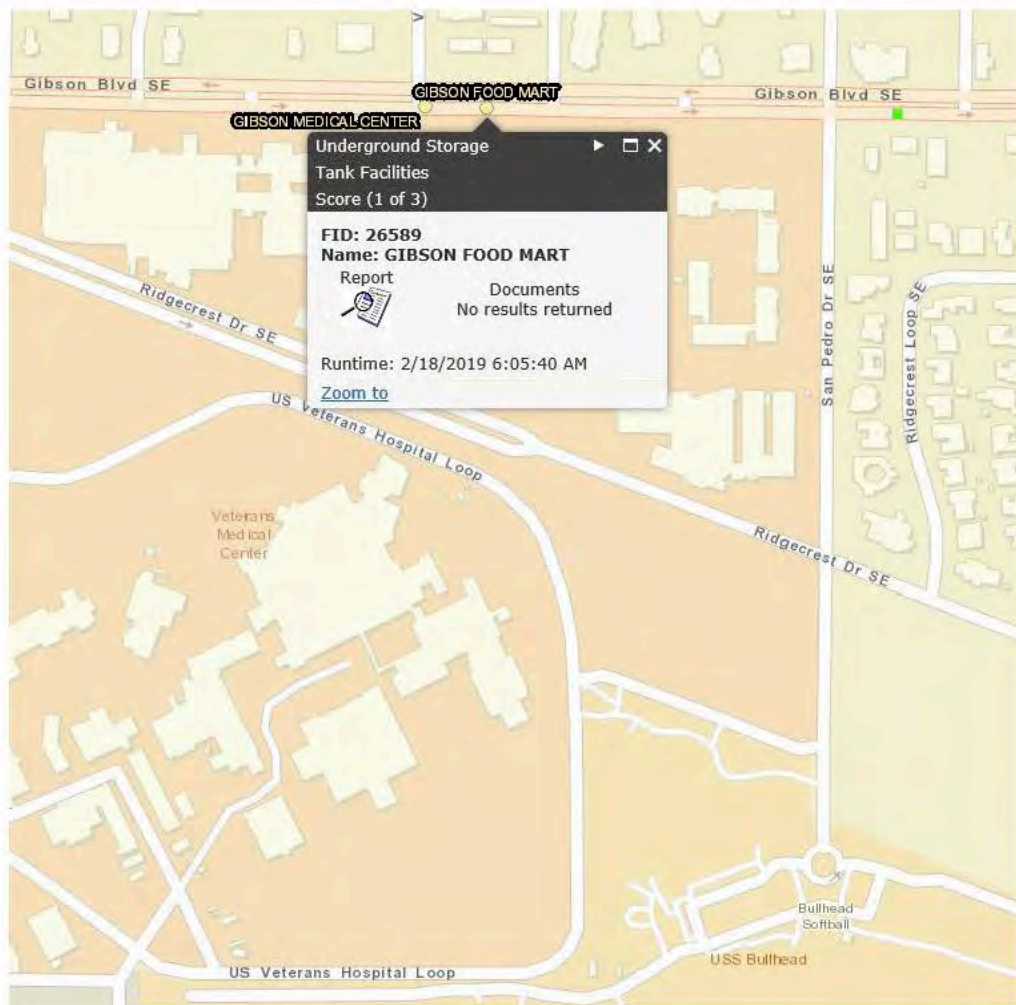 Gibson Blvd SE
GIBSON FOOD MART
Gibson Blvd SE
GIBSON MEDICAL CENTER
Underground Storage
Tank Facilities
Score (1 of 3)
FID: 26589
Name: GIBSON FOOD MART
Report
Documents
No results returned
Runtime: 2/18/2019 6:05:40 AM
Zoom to
Ridgecrest Dr SE
San Pedro Dr SE
Ridgecrest Loop SE
US Veterans Hospital Loop
Veterans
Medical
Center
Ridgecrest Dr SE
Bullhead
Softball
USS Bullhead
US Veterans Hospital Loop